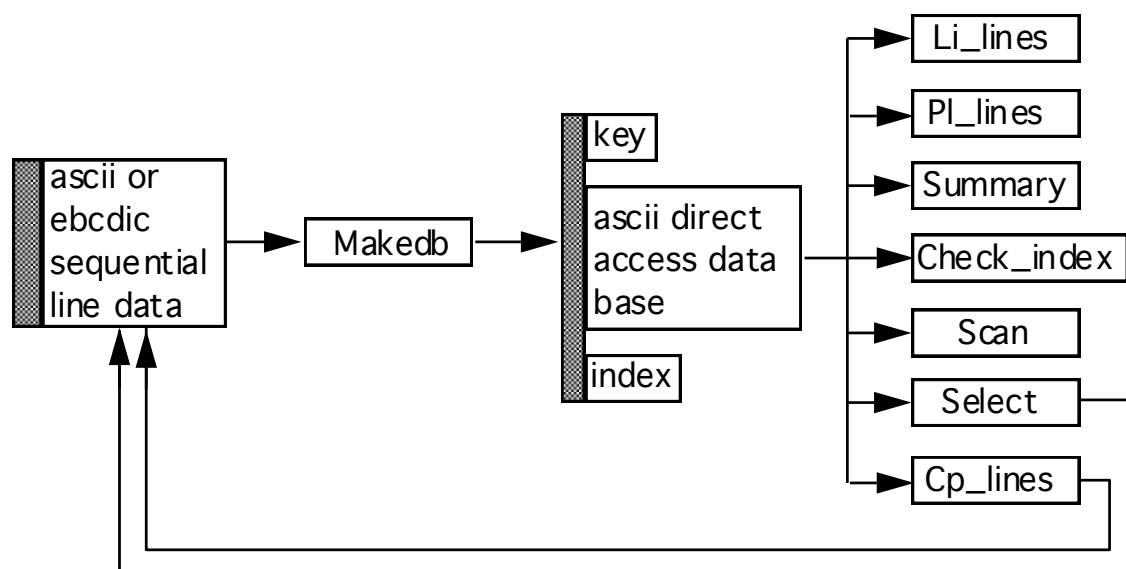 ascii or
ebcdic
sequential
line data
Makedb
key
ascii direct
access data
base
index
Li_lines
Pl_lines
Summary
Check_index
Scan
Select
Cp_lines